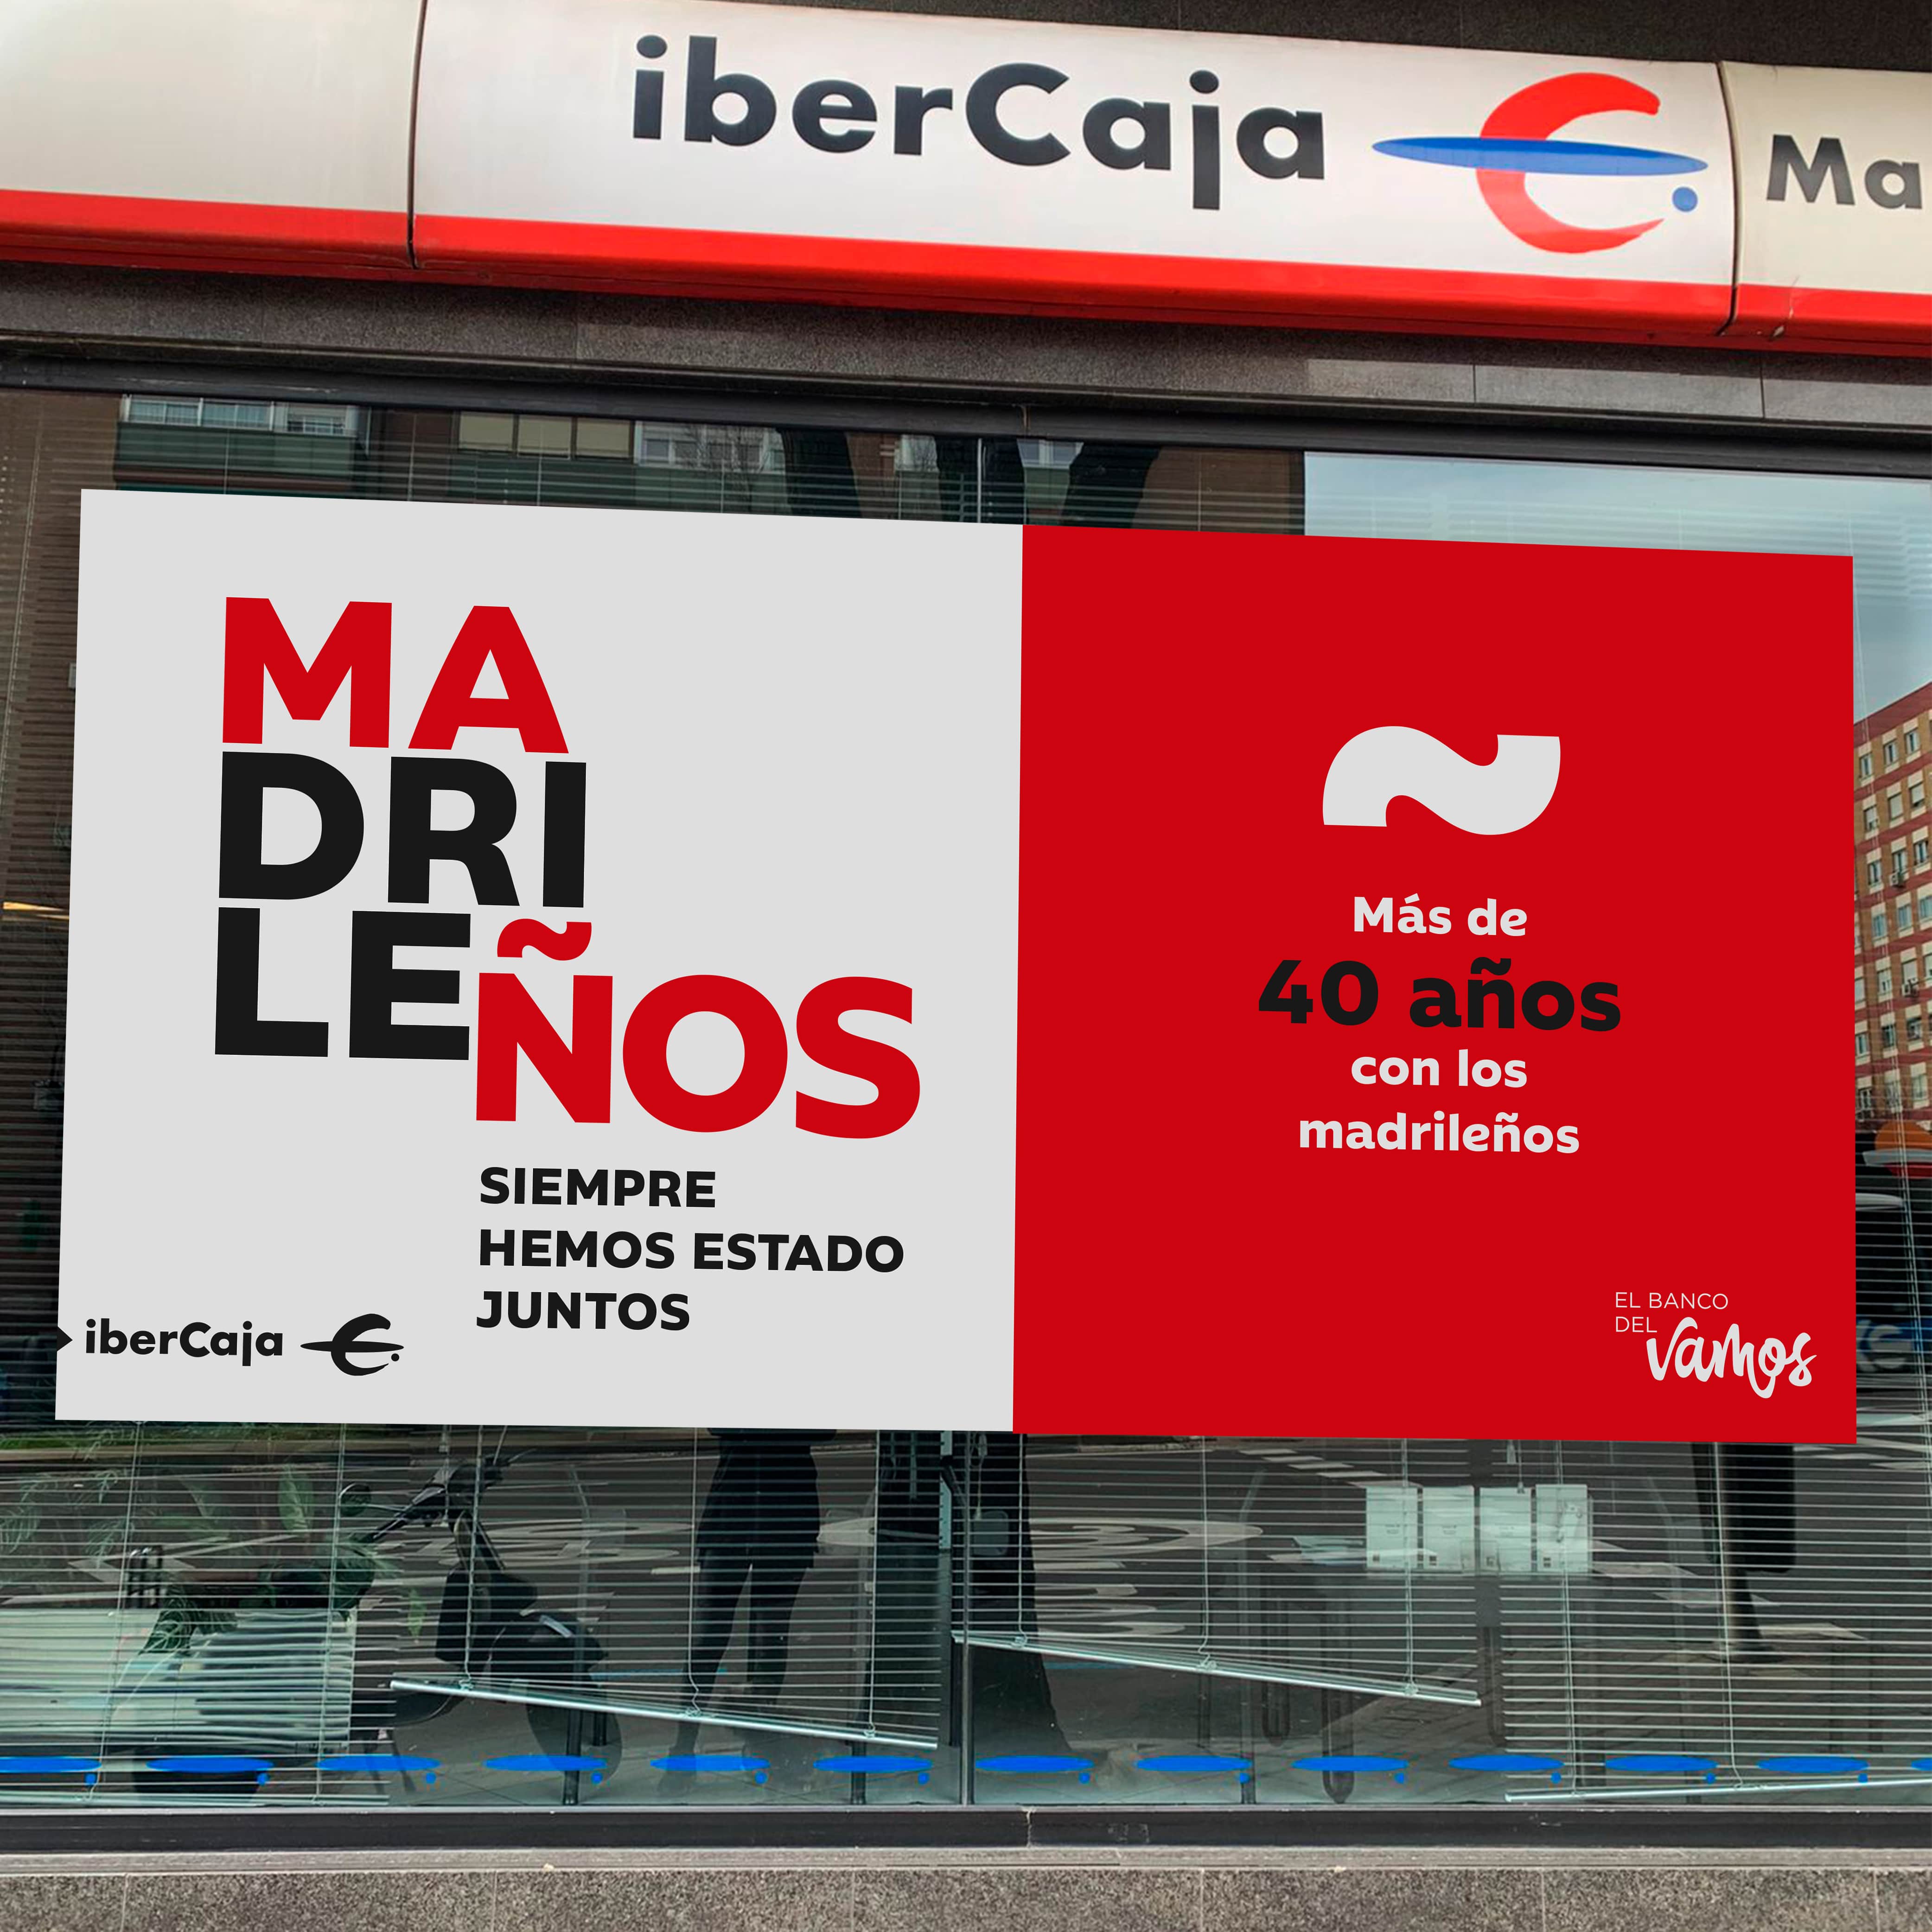 iberCaja
Ma
MA
DRI
LEÑOS
SIEMPRE
HEMOS ESTADO
JUNTOS
iberCaja
~
Más de
40 años
con los
madrileños
EL BANCO
DEL vamos